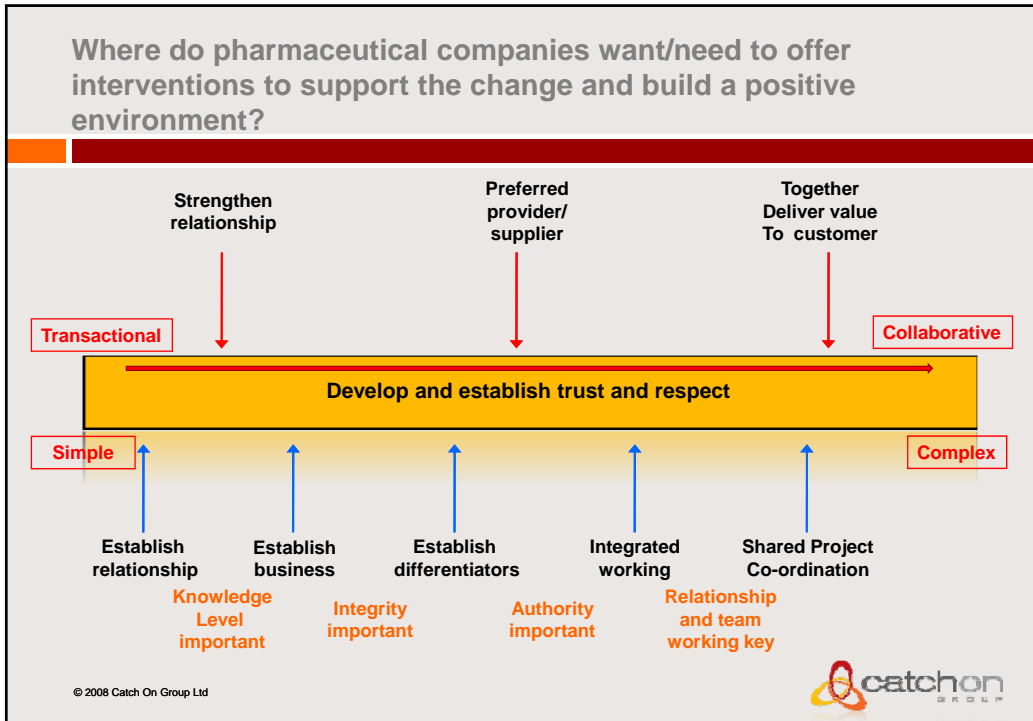 Where do pharmaceutical companies want/need to offer
interventions to support the change and build a positive
environment?
Strengthen
relationship
Preferred
provider/
supplier
Together
Deliver value
To customer
Transactional
Collaborative
Develop and establish trust and respect
Simple
Complex
Establish
relationship
Establish
business
Establish
differentiators
Integrated
working
Shared Project
Co-ordination
Knowledge
Level
important
Integrity
important
Authority
important
Relationship
and team
working key
© 2008 Catch On Group Ltd
catchon
GROUP